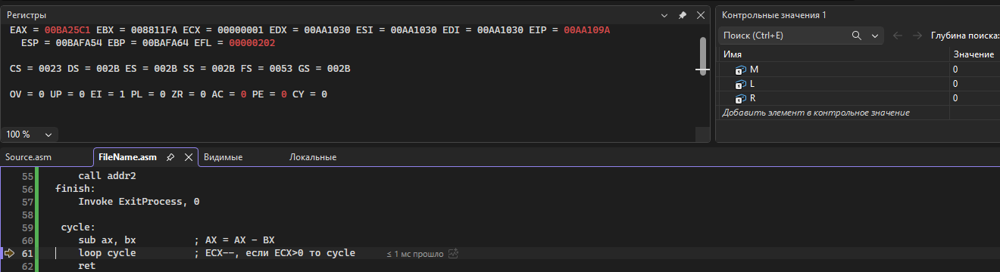 Регистры
EAX = 00BA25C1 EBX = 008811FA ECX = 00000001 EDX = 00AA1030 ESI = 00AA1030 EDI = 00AA1030 EIP = 00AA109A
ESP = 00BAFA54 EBP = 00BAFA64 EFL = 00000202
CS = 0023 DS = 002B ES = 002B SS = 002B FS = 0053 GS = 002B
OV = 0 UP = 0 EI = 1 PL = 0 ZR = 0 AC = 0 PE = 0 CY = 0
100 %
Контрольные значения 1
Поиск (Ctrl+E) Глубина поиска:
Имя Значение
M 0
L 0
R 0
Добавить элемент в контрольное значение
Source.asm FileName.asm Видимые Локальные
55 call addr2
56 finish:
57 Invoke ExitProcess, 0
58
59 cycle:
60 sub ax, bx ; AX = AX - BX
61 loop cycle ; ECX--, если ECX>0 то cycle ≤ 1 мс прошло
62 ret